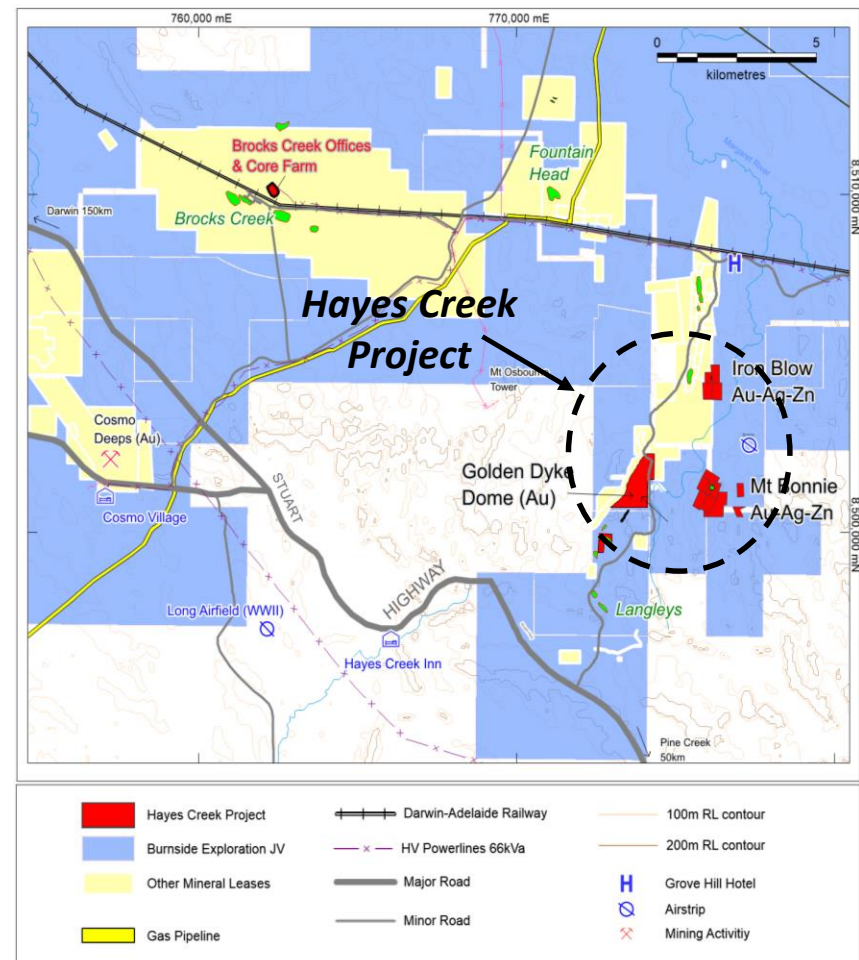 760,000 mE
770,000 mE
0
5
kilometres
Margaret River
8,510,000 mN
Brocks Creek Offices
& Core Farm
Fountain
Head
Darwin 150km
Brocks Creek
H
Hayes Creek
Project
Mt Osbourne
Tower
Iron Blow
Au-Ag-Zn
Cosmo
Deeps (Au)
Golden Dyke
Dome (Au)
Mt Bonnie
Au-Ag-Zn
STUART
Cosmo Village
8,500,000 mN
HIGHWAY
Long Airfield (WWII)
Langleys
Hayes Creek Inn
Pine Creek
50km
Hayes Creek Project
Darwin-Adelaide Railway
100m RL contour
Burnside Exploration JV
HV Powerlines 66kVa
200m RL contour
Other Mineral Leases
Major Road
H
Grove Hill Hotel
Minor Road
Airstrip
Gas Pipeline
Mining Activitiy